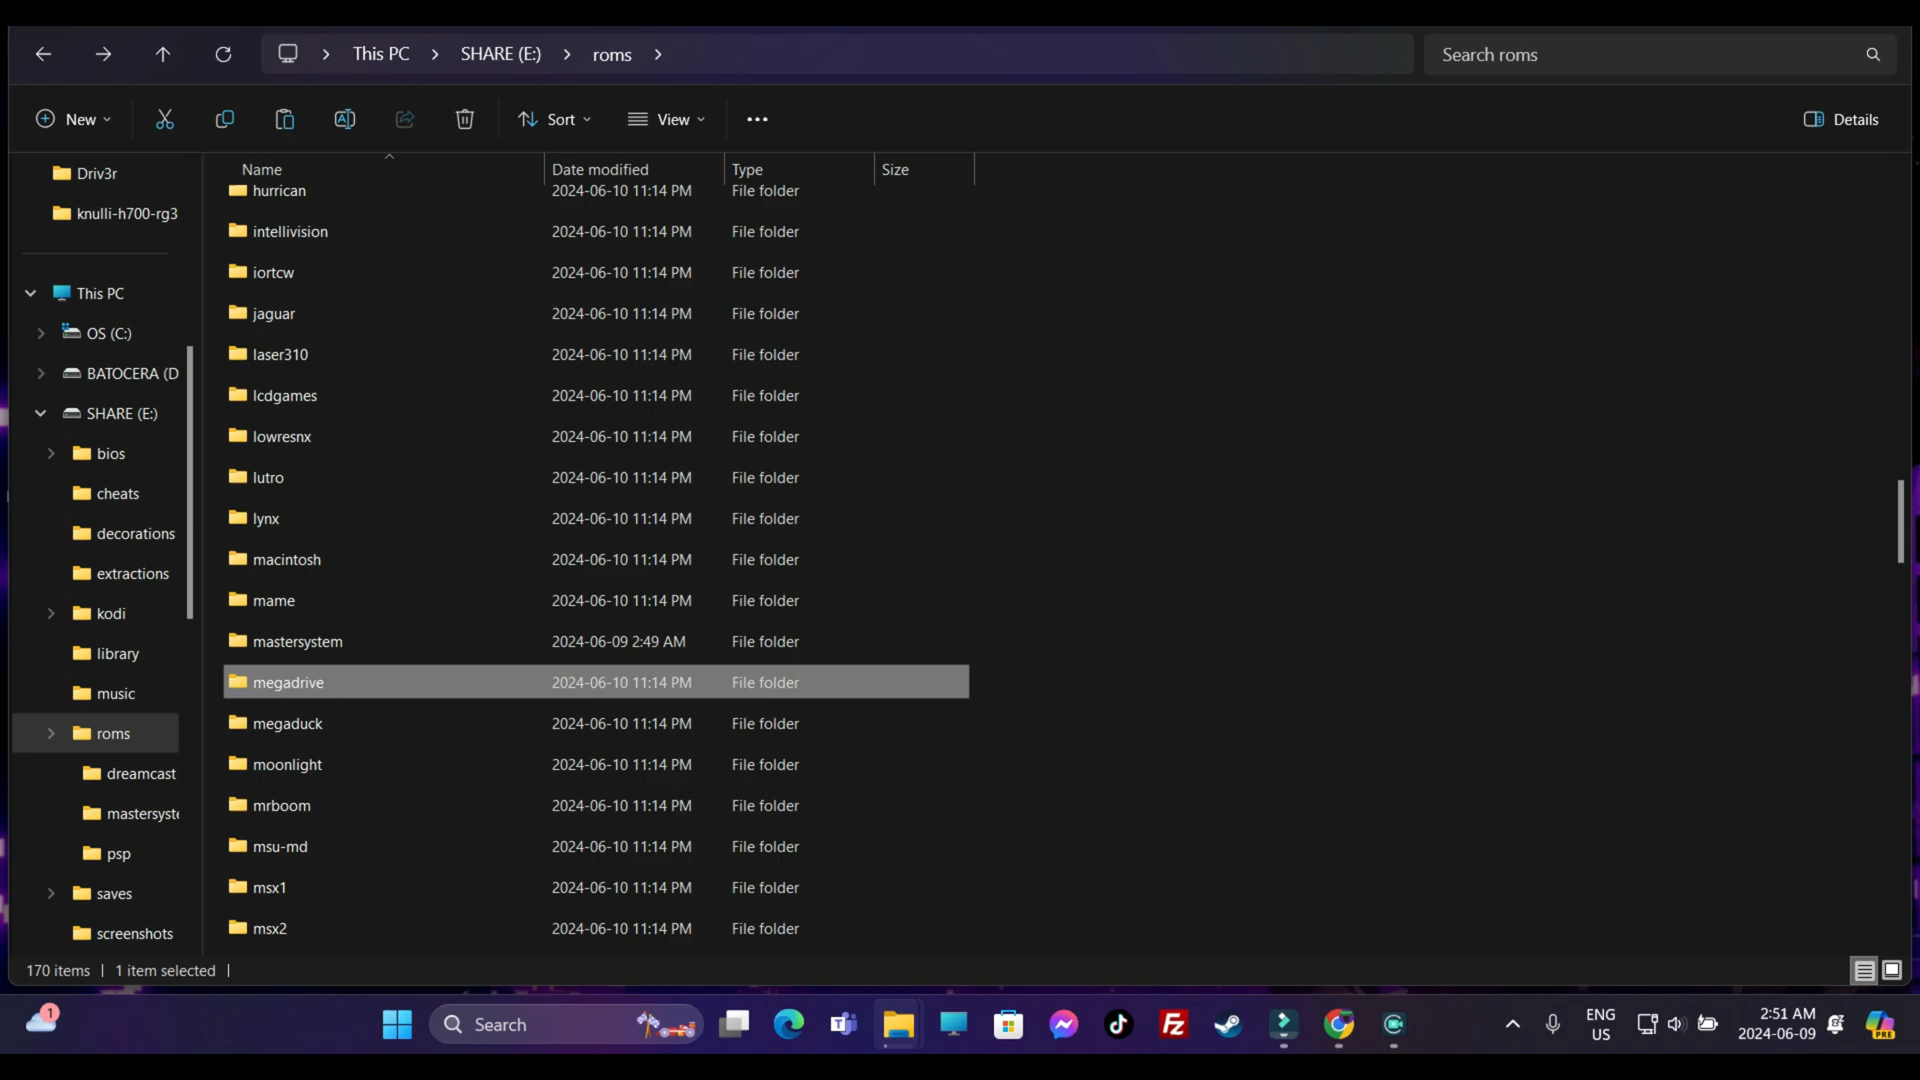 This PC
SHARE (E:)
roms
Search roms
New
Sort
View
Details
Name
Date modified
Type
Size
Driv3r
knulli-h700-rg3
This PC
OS (C:)
BATOCERA (D
SHARE (E:)
bios
cheats
decorations
extractions
kodi
library
music
roms
dreamcast
mastersyste
psp
saves
screenshots
hurrican 2024-06-10 11:14 PM File folder
intellivision 2024-06-10 11:14 PM File folder
iortcw 2024-06-10 11:14 PM File folder
jaguar 2024-06-10 11:14 PM File folder
laser310 2024-06-10 11:14 PM File folder
lcdgames 2024-06-10 11:14 PM File folder
lowresnx 2024-06-10 11:14 PM File folder
lutro 2024-06-10 11:14 PM File folder
lynx 2024-06-10 11:14 PM File folder
macintosh 2024-06-10 11:14 PM File folder
mame 2024-06-10 11:14 PM File folder
mastersystem 2024-06-09 2:49 AM File folder
megadrive 2024-06-10 11:14 PM File folder
megaduck 2024-06-10 11:14 PM File folder
moonlight 2024-06-10 11:14 PM File folder
mrboom 2024-06-10 11:14 PM File folder
msu-md 2024-06-10 11:14 PM File folder
msx1 2024-06-10 11:14 PM File folder
msx2 2024-06-10 11:14 PM File folder
170 items | 1 item selected |
1
Search
ENG
US
2:51 AM
2024-06-09
PRE